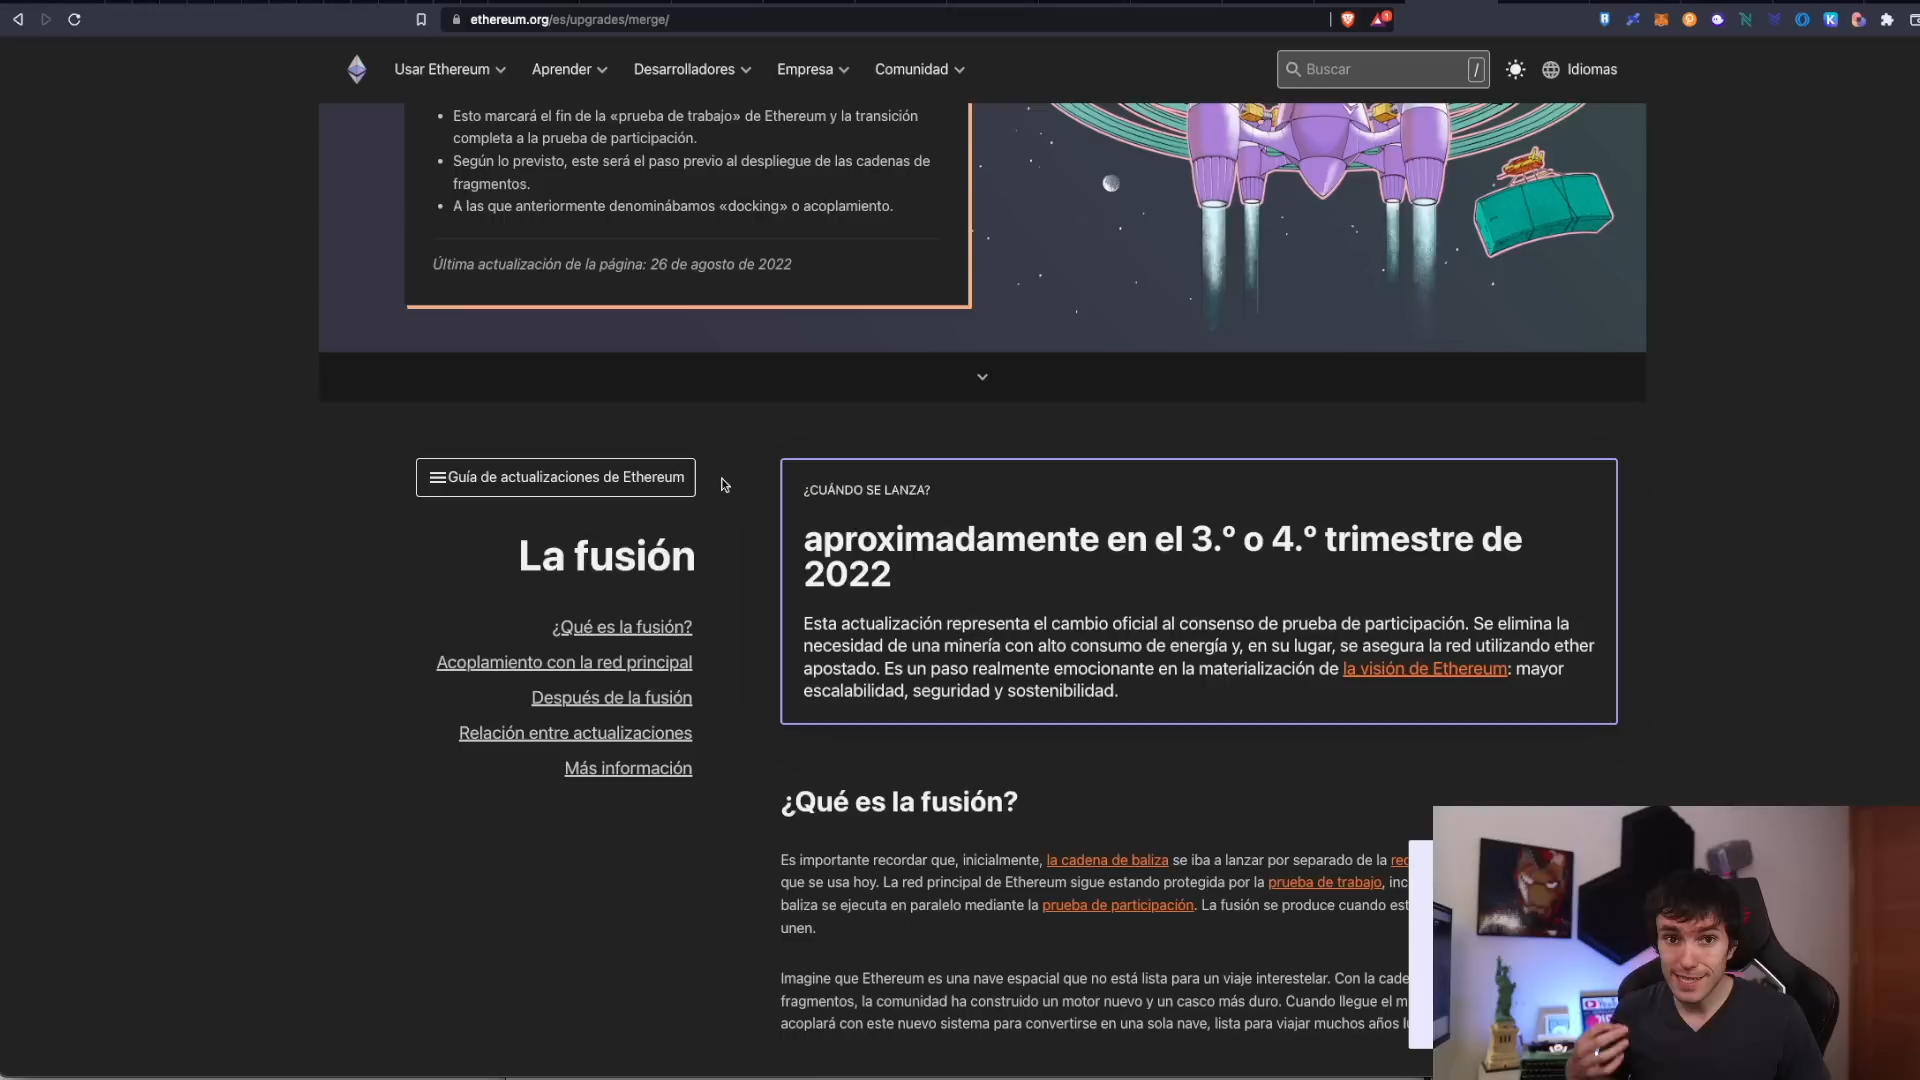 ethereum.org/es/upgrades/merge/
Usar Ethereum
Aprender
Desarrolladores
Empresa
Comunidad
Buscar
/
Idiomas
• Esto marcará el fin de la «prueba de trabajo» de Ethereum y la transición
completa a la prueba de participación.
• Según lo previsto, este será el paso previo al despliegue de las cadenas de
fragmentos.
• A las que anteriormente denominábamos «docking» o acoplamiento.
Última actualización de la página: 26 de agosto de 2022
Guía de actualizaciones de Ethereum
La fusión
¿Qué es la fusión?
Acoplamiento con la red principal
Después de la fusión
Relación entre actualizaciones
Más información
¿CUÁNDO SE LANZA?
aproximadamente en el 3.º o 4.º trimestre de
2022
Esta actualización representa el cambio oficial al consenso de prueba de participación. Se elimina la
necesidad de una minería con alto consumo de energía y, en su lugar, se asegura la red utilizando ether
apostado. Es un paso realmente emocionante en la materialización de la visión de Ethereum: mayor
escalabilidad, seguridad y sostenibilidad.
¿Qué es la fusión?
Es importante recordar que, inicialmente, la cadena de baliza se iba a lanzar por separado de la
que se usa hoy. La red principal de Ethereum sigue estando protegida por la prueba de trabajo,
baliza se ejecuta en paralelo mediante la prueba de participación. La fusión se produce cuando
unen.
Imagine que Ethereum es una nave espacial que no está lista para un viaje interestelar. Con la
fragmentos, la comunidad ha construido un motor nuevo y un casco más duro. Cuando llegue el
acoplará con este nuevo sistema para convertirse en una sola nave, lista para viajar muchos años